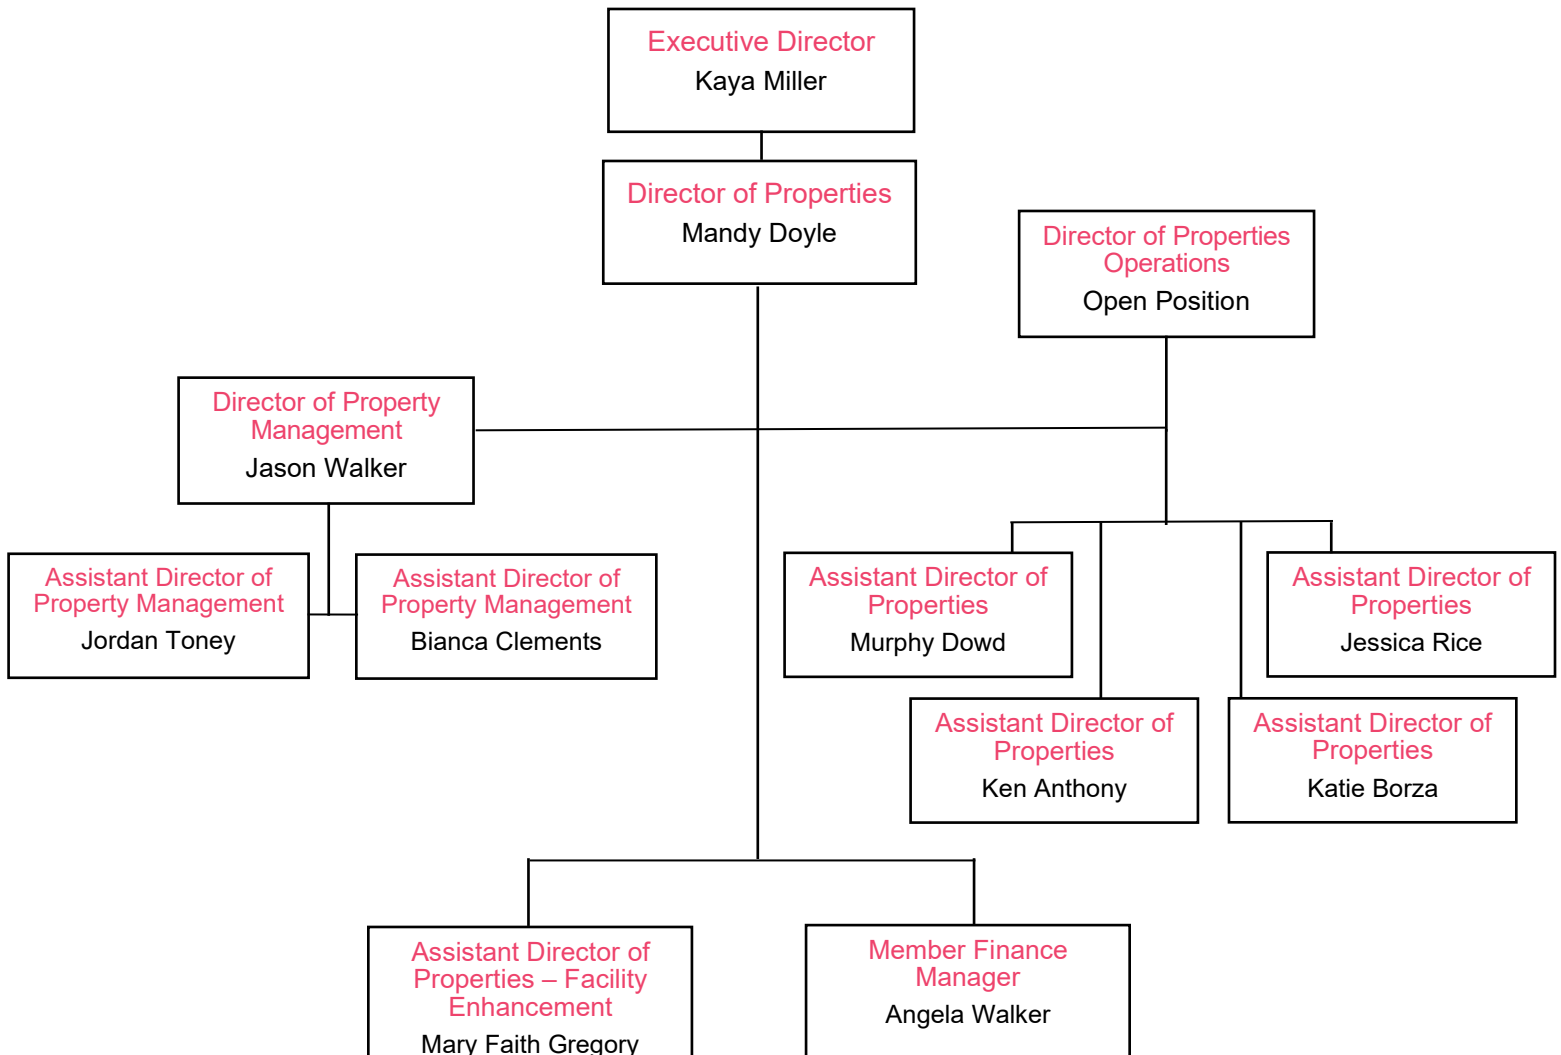 Executive Director
Kaya Miller
Director of Properties
Mandy Doyle
Director of Properties
Operations
Open Position
Director of Property
Management
Jason Walker
Assistant Director of
Property Management
Jordan Toney
Assistant Director of
Property Management
Bianca Clements
Assistant Director of
Properties
Murphy Dowd
Assistant Director of
Properties
Jessica Rice
Assistant Director of
Properties
Ken Anthony
Assistant Director of
Properties
Katie Borza
Assistant Director of
Properties – Facility
Enhancement
Mary Faith Gregory
Member Finance
Manager
Angela Walker